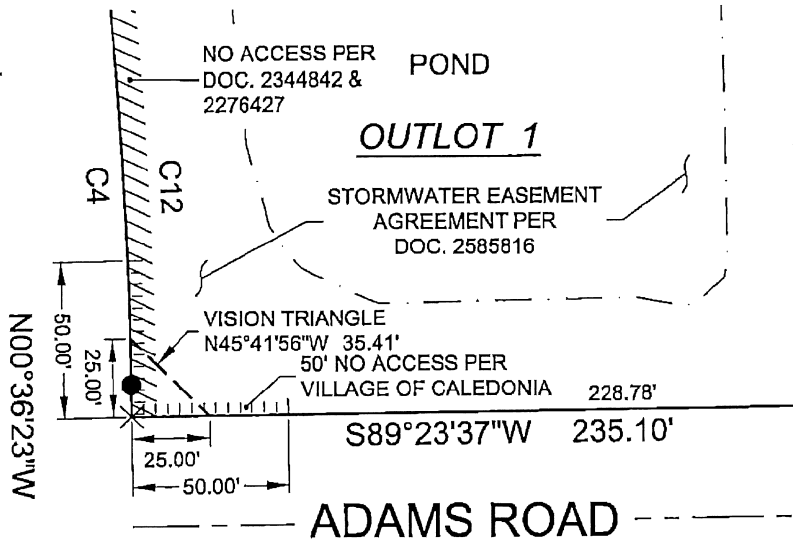 NO ACCESS PER
DOC. 2344842 &
2276427
POND
OUTLOT 1
C4
C12
STORMWATER EASEMENT
AGREEMENT PER
DOC. 2585816
VISION TRIANGLE
N45°41'56"W 35.41'
50' NO ACCESS PER
VILLAGE OF CALEDONIA
228.78'
50.00'
25.00'
N00°36'23"W
S89°23'37"W 235.10'
25.00'
50.00'
ADAMS ROAD